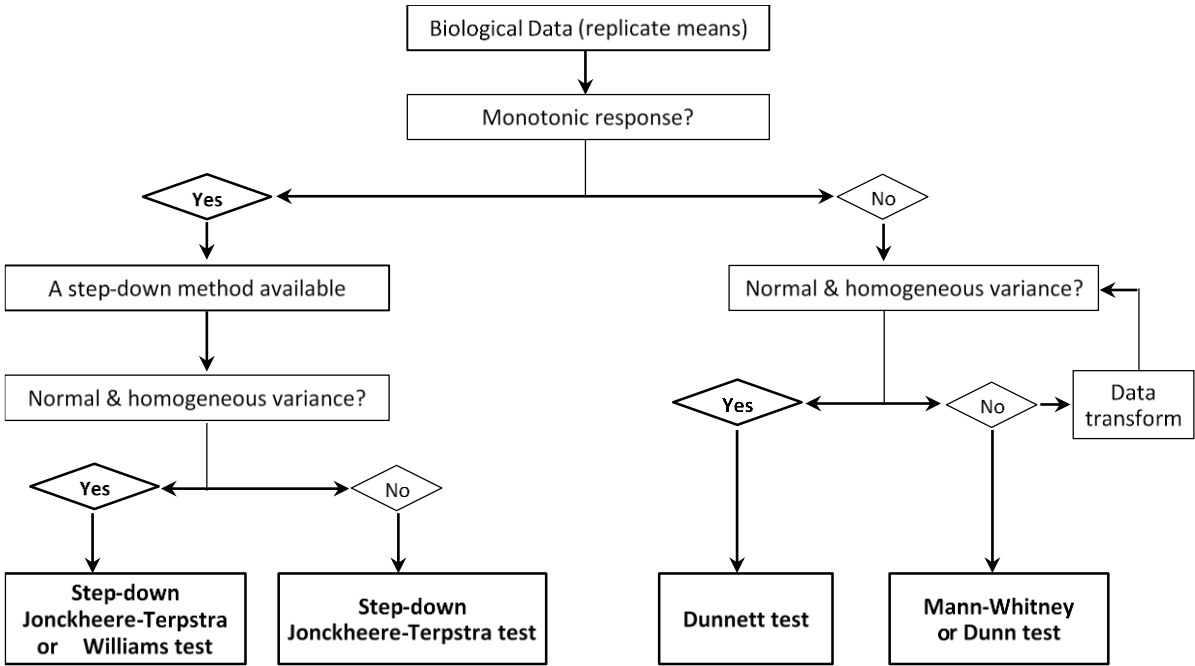 Biological Data (replicate means)
Monotonic response?
Yes
No
A step-down method available
Normal & homogeneous variance?
Normal & homogeneous variance?
Yes
No
Data
transform
Yes
No
Step-down
Jonckheere-Terpstra
or Williams test
Step-down
Jonckheere-Terpstra test
Dunnett test
Mann-Whitney
or Dunn test